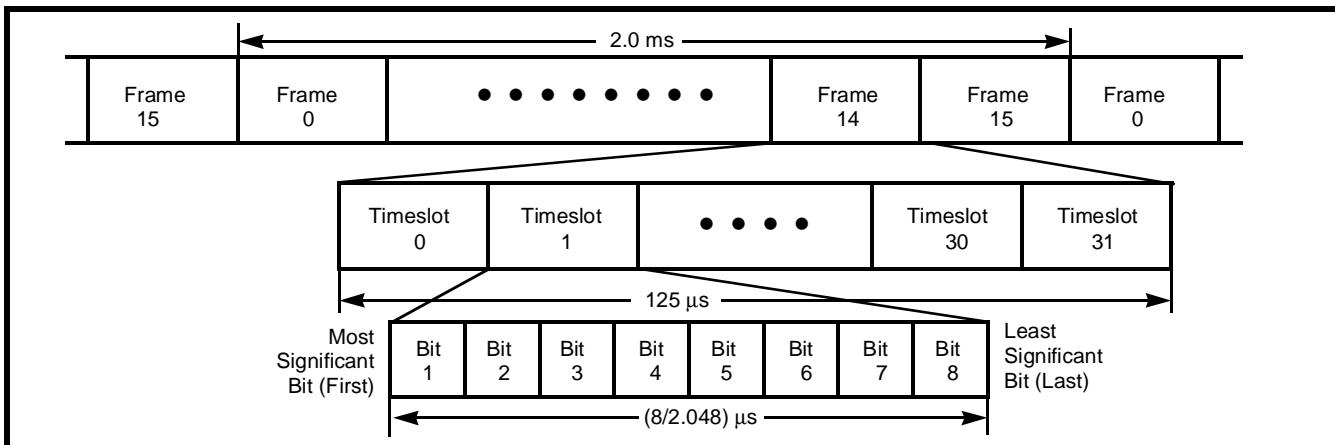 2.0 ms
Frame 15
Frame 0
Frame 14
Frame 15
Frame 0
Timeslot 0
Timeslot 1
Timeslot 30
Timeslot 31
125 µs
Most Significant Bit (First)
Bit 1
Bit 2
Bit 3
Bit 4
Bit 5
Bit 6
Bit 7
Bit 8
Least Significant Bit (Last)
(8/2.048) µs